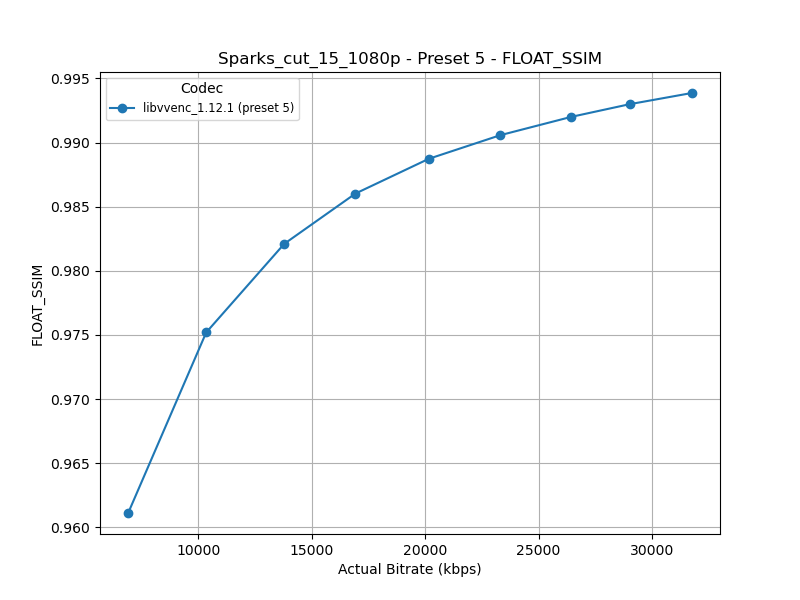 Sparks_cut_15_1080p - Preset 5 - FLOAT_SSIM
Codec
libvvenc_1.12.1 (preset 5)
FLOAT_SSIM
0.995
0.990
0.985
0.980
0.975
0.970
0.965
0.960
10000 15000 20000 25000 30000
Actual Bitrate (kbps)